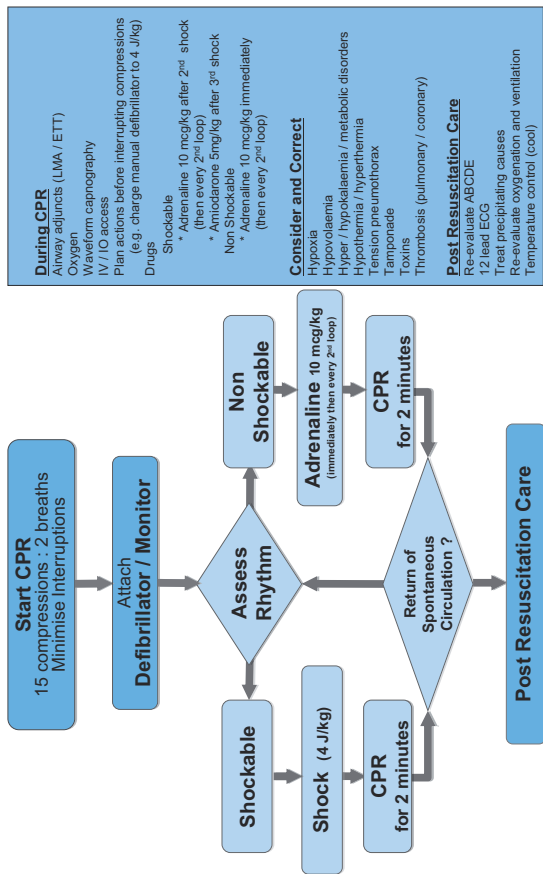 Start CPR
15 compressions : 2 breaths
Minimise Interruptions
Attach
Defibrillator / Monitor
Assess
Rhythm
Shockable
Non
Shockable
Shock (4 J/kg)
Adrenaline 10 mcg/kg
(immediately then every 2nd loop)
CPR
for 2 minutes
CPR
for 2 minutes
Return of
Spontaneous
Circulation ?
Post Resuscitation Care
During CPR
Airway adjuncts (LMA / ETT)
Oxygen
Waveform capnography
IV / IO access
Plan actions before interrupting compressions
(e.g. charge manual defibrillator to 4 J/kg)
Drugs
Shockable
* Adrenaline 10 mcg/kg after 2nd shock
(then every 2nd loop)
* Amiodarone 5mg/kg after 3rd shock
Non Shockable
* Adrenaline 10 mcg/kg immediately
(then every 2nd loop)
Consider and Correct
Hypoxia
Hypovolaemia
Hyper / hypokalaemia / metabolic disorders
Hypothermia / hyperthermia
Tension pneumothorax
Tamponade
Toxins
Thrombosis (pulmonary / coronary)
Post Resuscitation Care
Re-evaluate ABCDE
12 lead ECG
Treat precipitating causes
Re-evaluate oxygenation and ventilation
Temperature control (cool)